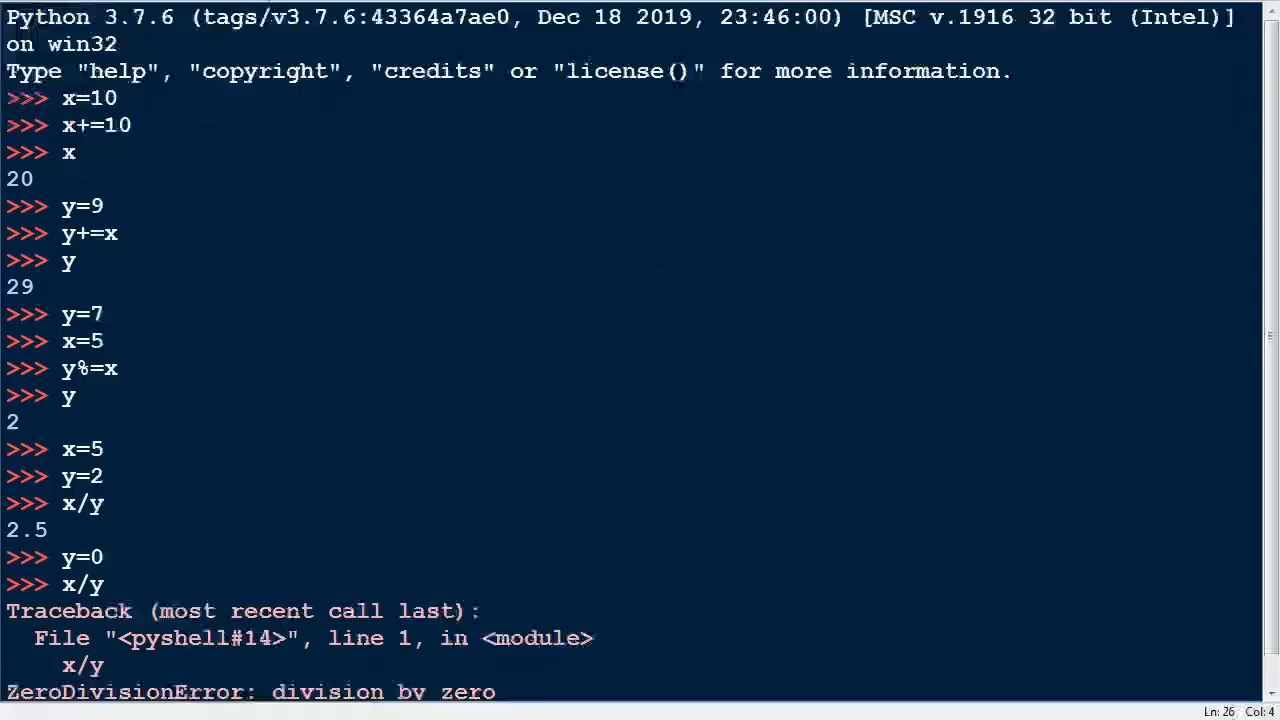 Python 3.7.6 (tags/v3.7.6:43364a7ae0, Dec 18 2019, 23:46:00) [MSC v.1916 32 bit (Intel)]
on win32
Type "help", "copyright", "credits" or "license()" for more information.
>>> x=10
>>> x+=10
>>> x
20
>>> y=9
>>> y+=x
>>> y
29
>>> y=7
>>> x=5
>>> y%=x
>>> y
2
>>> x=5
>>> y=2
>>> x/y
2.5
>>> y=0
>>> x/y
Traceback (most recent call last):
  File "<pyshell#14>", line 1, in <module>
    x/y
ZeroDivisionError: division by zero
Ln: 26 Col: 4